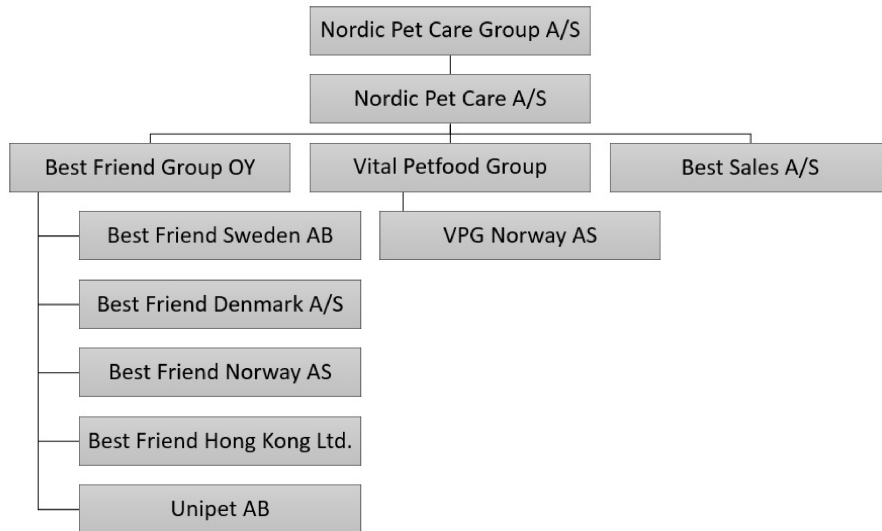 Nordic Pet Care Group A/S
Nordic Pet Care A/S
Best Friend Group OY
Vital Petfood Group
Best Sales A/S
Best Friend Sweden AB
VPG Norway AS
Best Friend Denmark A/S
Best Friend Norway AS
Best Friend Hong Kong Ltd.
Unipet AB